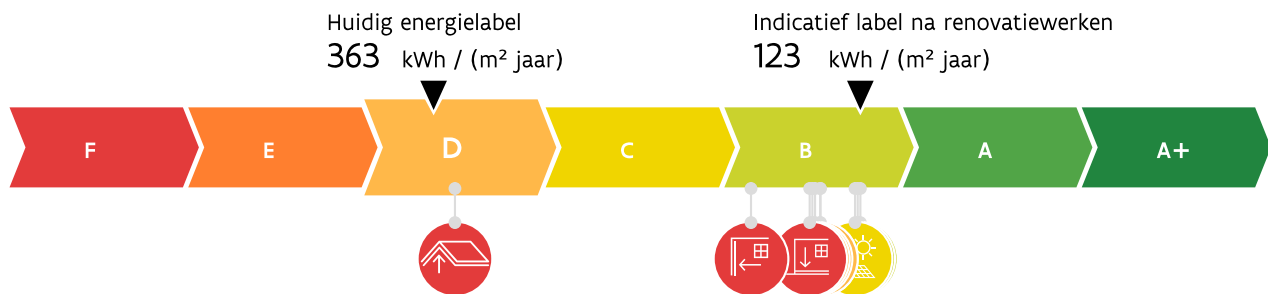 Huidig energielabel
363 kWh / (m² jaar)
Indicatief label na renovatiewerken
123 kWh / (m² jaar)
F E D C B A A+